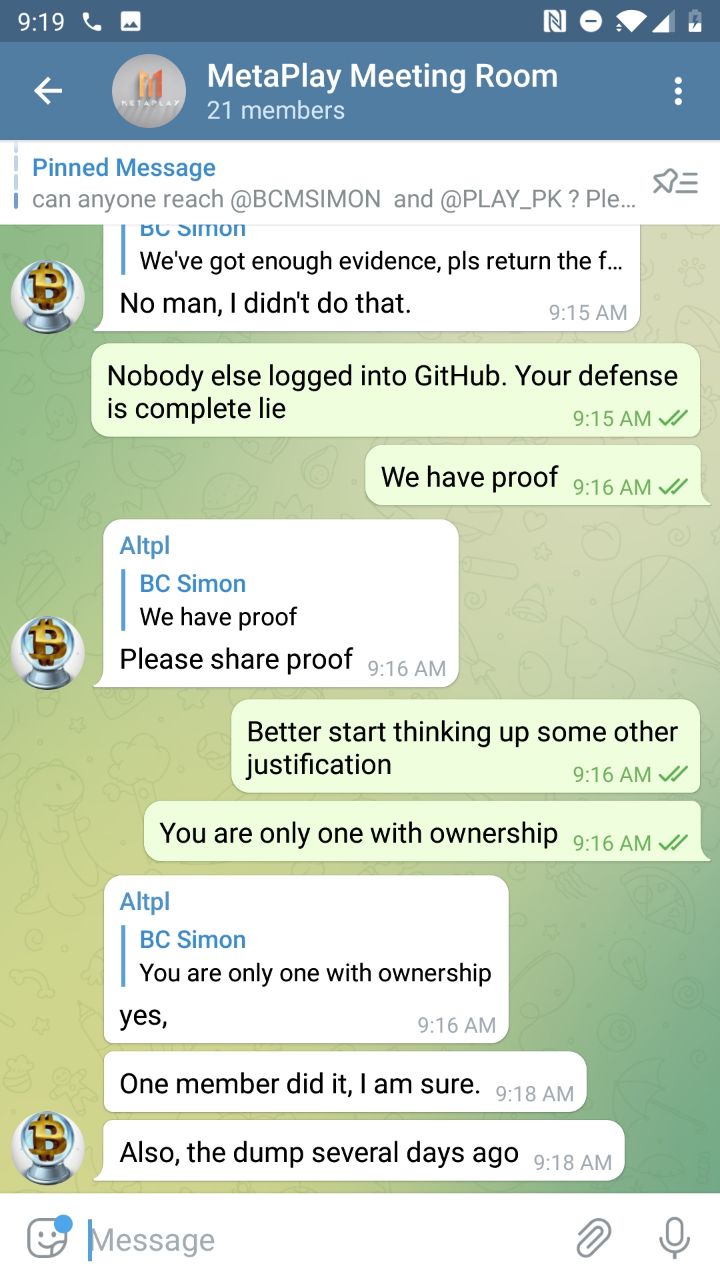 9:19
MetaPlay Meeting Room
METAPLAY
21 members
Pinned Message
can anyone reach @BCMSIMON and @PLAY_PK ? Ple...
BC Simon
We've got enough evidence, pls return the f...
No man, I didn't do that.
9:15 AM
Nobody else logged into GitHub. Your defense
is complete lie
9:15 AM
We have proof
9:16 AM
Altpl
BC Simon
We have proof
Please share proof
9:16 AM
Better start thinking up some other
justification
9:16 AM
You are only one with ownership
9:16 AM
Altpl
BC Simon
You are only one with ownership
yes,
9:16 AM
One member did it, I am sure.
9:18 AM
Also, the dump several days ago
9:18 AM
Message